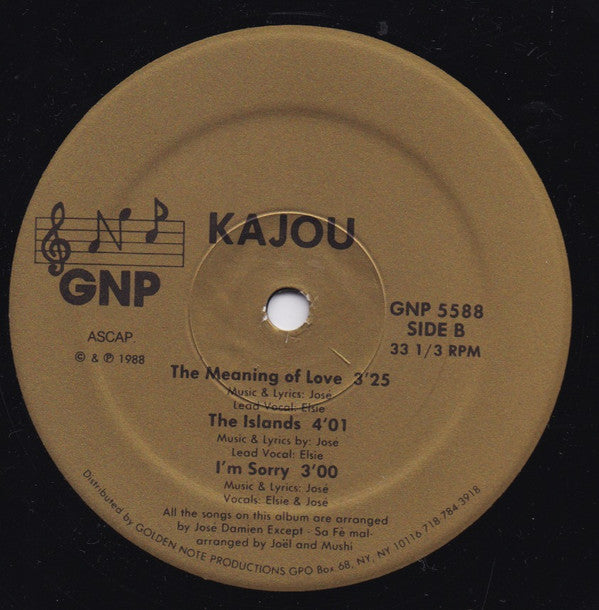 KAJOU
GNP
ASCAP
© & ℗ 1988
GNP 5588
SIDE B
33 1/3 RPM
The Meaning of Love 3'25
Music & Lyrics: José
Lead Vocal: Elsie
The Islands 4'01
Music & Lyrics by: José
Lead Vocal: Elsie
I'm Sorry 3'00
Music & Lyrics: José
Vocals: Elsie & José
All the songs on this album are arranged
by José Damien Except - Sa Fè mal-
arranged by Joël and Mushi
Distributed by GOLDEN NOTE PRODUCTIONS GPO Box 68, NY, NY 10116 718 784 3918